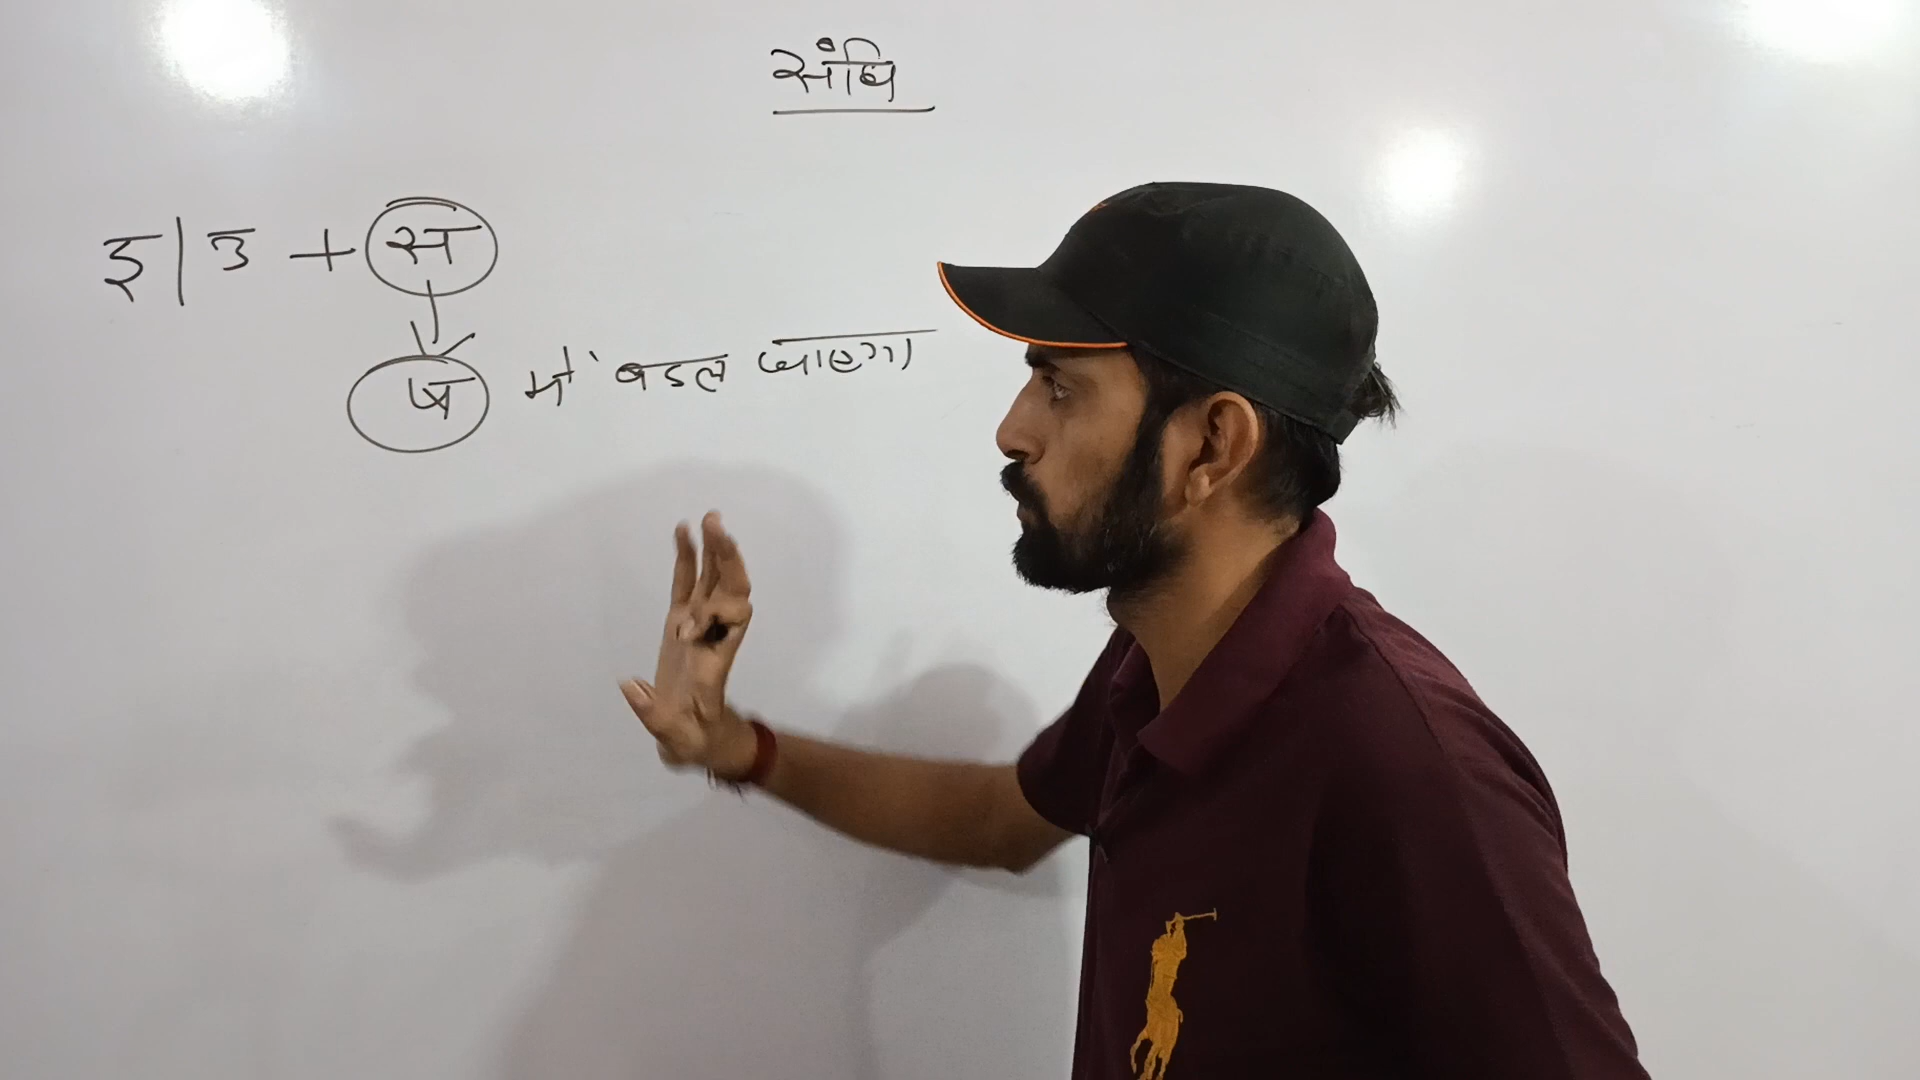 संधि
इ | उ + स
ष में बदल जाएगा